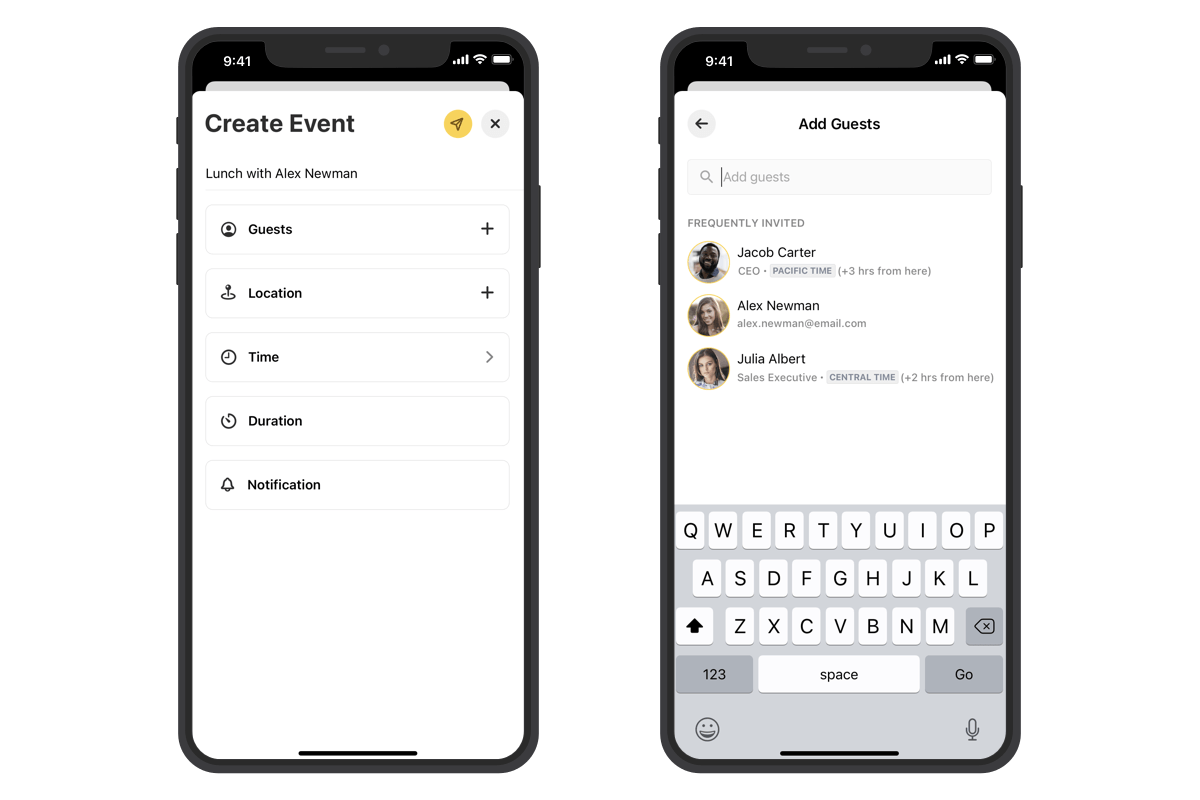 9:41
Create Event
Lunch with Alex Newman
Guests
Location
Time
Duration
Notification
9:41
Add Guests
Add guests
FREQUENTLY INVITED
Jacob Carter
CEO • PACIFIC TIME (+3 hrs from here)
Alex Newman
alex.newman@email.com
Julia Albert
Sales Executive • CENTRAL TIME (+2 hrs from here)
Q W E R T Y U I O P
A S D F G H J K L
Z X C V B N M
123 space Go